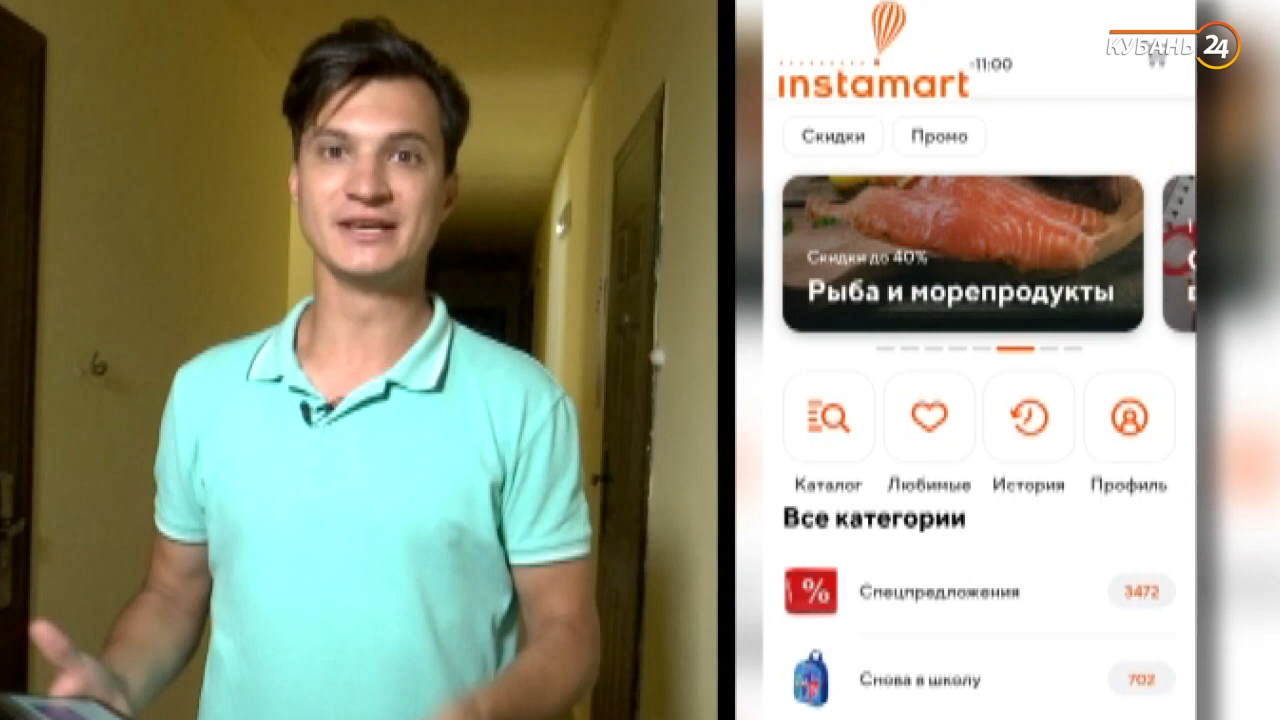 КУБАНЬ 24
instamart
-11:00
Скидки
Промо
Скидки до 40%
Рыба и морепродукты
Каталог
Любимые
История
Профиль
Все категории
%
Спецпредложения
3472
Снова в школу
702